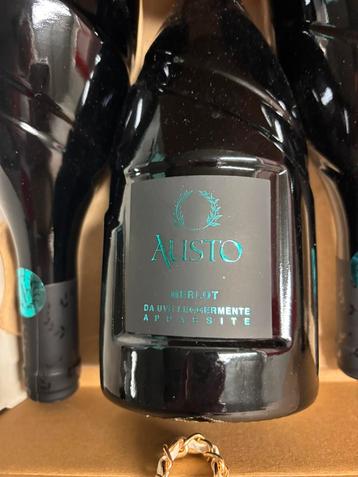 AUSTO
MERLOT
DA UVE LEGGERMENTE
APPASSITE